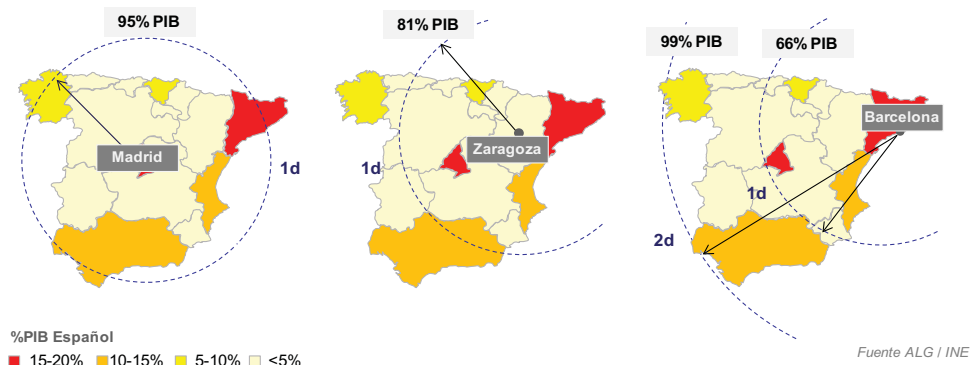 95% PIB
Madrid
1d
81% PIB
Zaragoza
1d
99% PIB
66% PIB
Barcelona
1d
2d
%PIB Español
15-20% 10-15% 5-10% <5%
Fuente ALG / INE